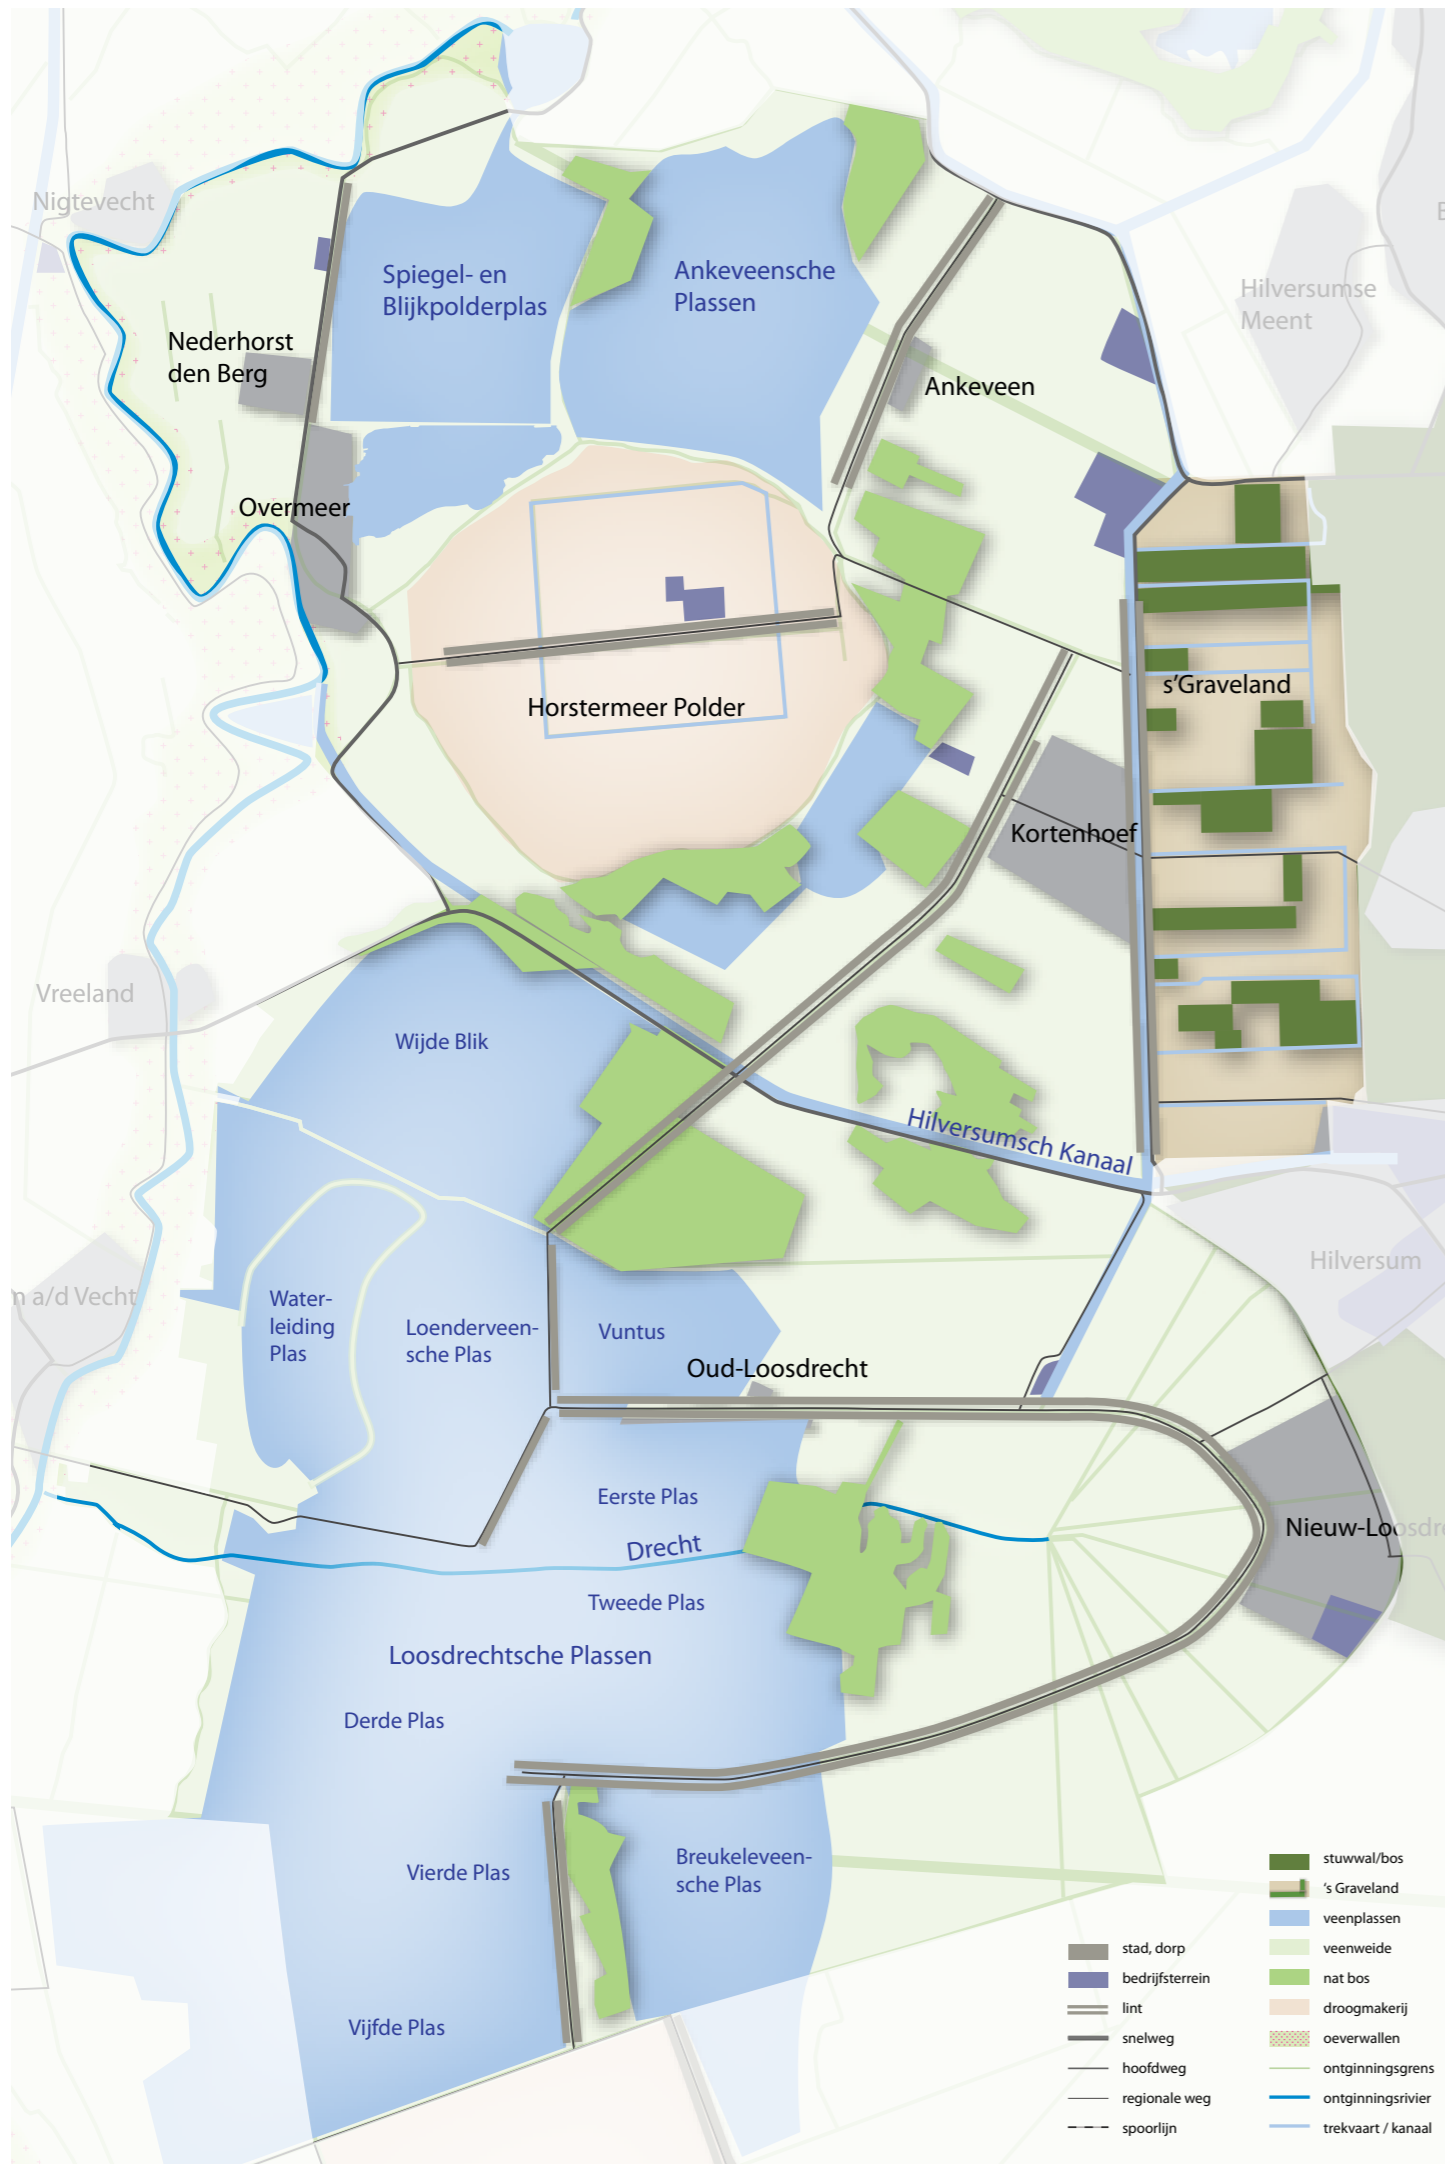 Nigtevecht
Spiegel- en
Blijkpolderplas
Ankeveensche
Plassen
Hilversumse
Meent
Nederhorst
den Berg
Ankeveen
Overmeer
s'Graveland
Horstermeer Polder
Kortenhoef
Vreeland
Wijde Blik
Hilversumsch Kanaal
Hilversum
n a/d Vecht
Water-
leiding
Plas
Loenderveen-
sche Plas
Vuntus
Oud-Loosdrecht
Eerste Plas
Drecht
Nieuw-Loosdre
Tweede Plas
Loosdrechtsche Plassen
Derde Plas
Vierde Plas
Breukeleveen-
sche Plas
Vijfde Plas
stad, dorp
bedrijfsterrein
lint
snelweg
hoofdweg
regionale weg
spoorlijn
stuwwal/bos
's Graveland
veenplassen
veenweide
nat bos
droogmakerij
oeverwallen
ontginningsgrens
ontginningsrivier
trekvaart / kanaal